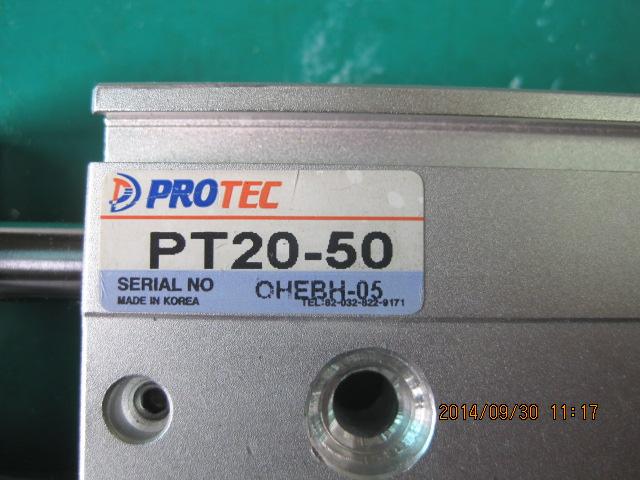 PROTEC
PT20-50
SERIAL NO OHEBH-05
MADE IN KOREA TEL:82-032-822-9171
2014/09/30 11:17